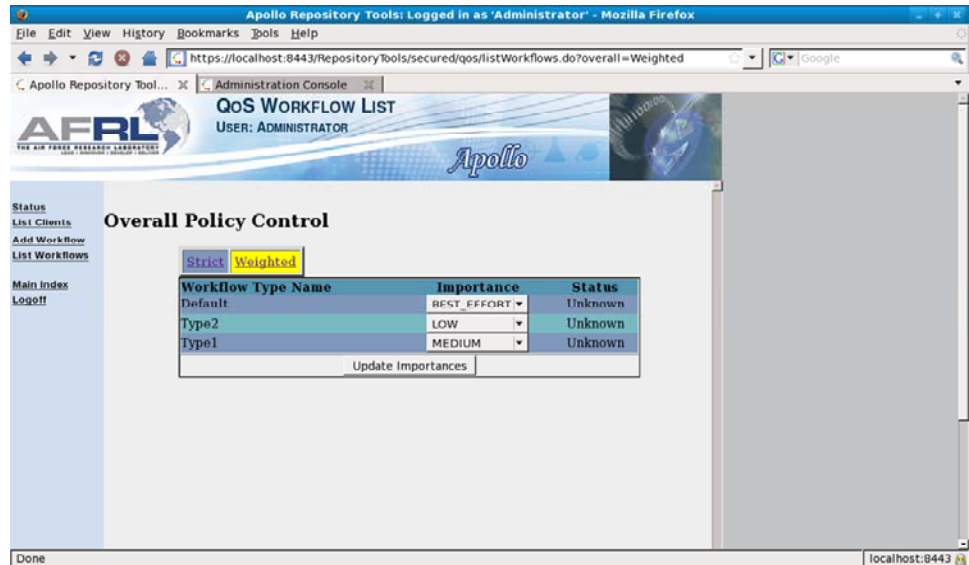 Apollo Repository Tools: Logged in as 'Administrator' - Mozilla Firefox
File Edit View History Bookmarks Tools Help
https://localhost:8443/RepositoryTools/secured/qos/listWorkflows.do?overall=Weighted
Google
Apollo Repository Tool...
Administration Console
QoS Workflow List
User: Administrator
AFRL
THE AIR FORCE RESEARCH LABORATORY
LEAD | DISCOVER | DEVELOP | DELIVER
Apollo
Status
List Clients
Add Workflow
List Workflows
Main Index
Logoff
Overall Policy Control
Strict Weighted
Workflow Type Name Importance Status
Default BEST_EFFORT Unknown
Type2 LOW Unknown
Type1 MEDIUM Unknown
Update Importances
Done
localhost:8443